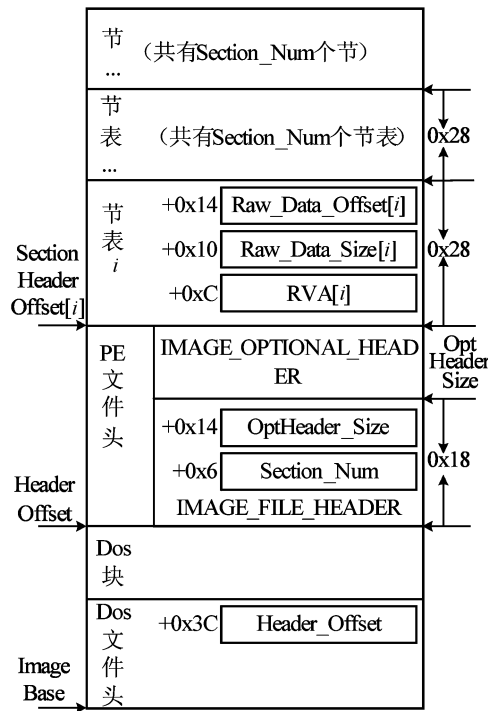 节
...
（共有Section_Num个节）
节
表
...
（共有Section_Num个节表）
0x28
节
表
i
+0x14
Raw_Data_Offset[i]
+0x10
Raw_Data_Size[i]
+0xC
RVA[i]
0x28
Section
Header
Offset[i]
PE
文
件
头
IMAGE_OPTIONAL_HEAD
ER
Opt
Header
Size
+0x14
OptHeader_Size
+0x6
Section_Num
IMAGE_FILE_HEADER
0x18
Header
Offset
Dos
块
Dos
文
件
头
+0x3C
Header_Offset
Image
Base